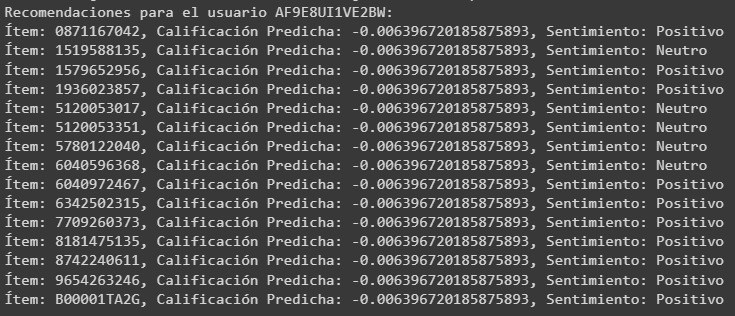 Recomendaciones para el usuario AF9E8UI1VE2BW:
Ítem: 0871167042, Calificación Predicha: -0.006396720185875893, Sentimiento: Positivo
Ítem: 1519588135, Calificación Predicha: -0.006396720185875893, Sentimiento: Neutro
Ítem: 1579652956, Calificación Predicha: -0.006396720185875893, Sentimiento: Positivo
Ítem: 1936023857, Calificación Predicha: -0.006396720185875893, Sentimiento: Positivo
Ítem: 5120053017, Calificación Predicha: -0.006396720185875893, Sentimiento: Neutro
Ítem: 5120053351, Calificación Predicha: -0.006396720185875893, Sentimiento: Neutro
Ítem: 5780122040, Calificación Predicha: -0.006396720185875893, Sentimiento: Neutro
Ítem: 6040596368, Calificación Predicha: -0.006396720185875893, Sentimiento: Neutro
Ítem: 6040972467, Calificación Predicha: -0.006396720185875893, Sentimiento: Positivo
Ítem: 6342502315, Calificación Predicha: -0.006396720185875893, Sentimiento: Positivo
Ítem: 7709260373, Calificación Predicha: -0.006396720185875893, Sentimiento: Positivo
Ítem: 8181475135, Calificación Predicha: -0.006396720185875893, Sentimiento: Positivo
Ítem: 8742240611, Calificación Predicha: -0.006396720185875893, Sentimiento: Positivo
Ítem: 9654263246, Calificación Predicha: -0.006396720185875893, Sentimiento: Positivo
Ítem: B00001TA2G, Calificación Predicha: -0.006396720185875893, Sentimiento: Positivo